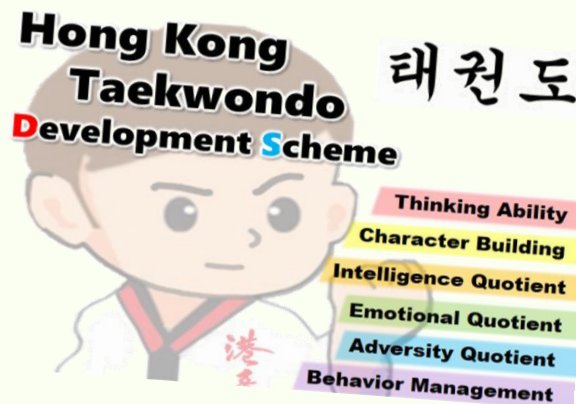 Hong Kong
Taekwondo
Development Scheme
태권도
Thinking Ability
Character Building
Intelligence Quotient
Emotional Quotient
Adversity Quotient
Behavior Management
港